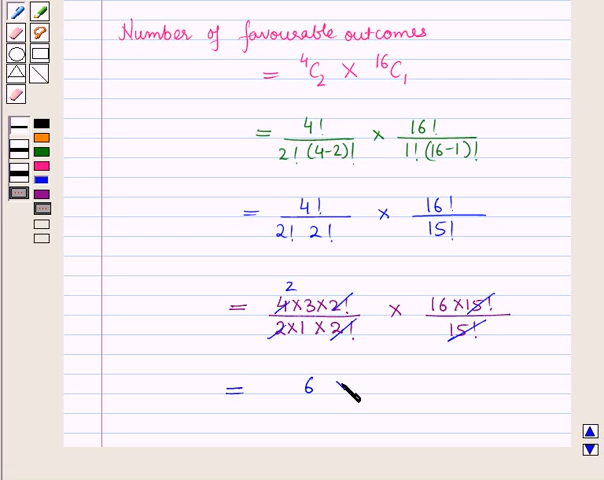 Number of favourable outcomes
= ⁴C₂ × ¹⁶C₁
= 4!/(2! (4-2)!) × 16!/(1! (16-1)!)
= 4!/(2! 2!) × 16!/15!
2
= (4×3×2!)/(2×1×2!) × (16×15!)/15!
= 6